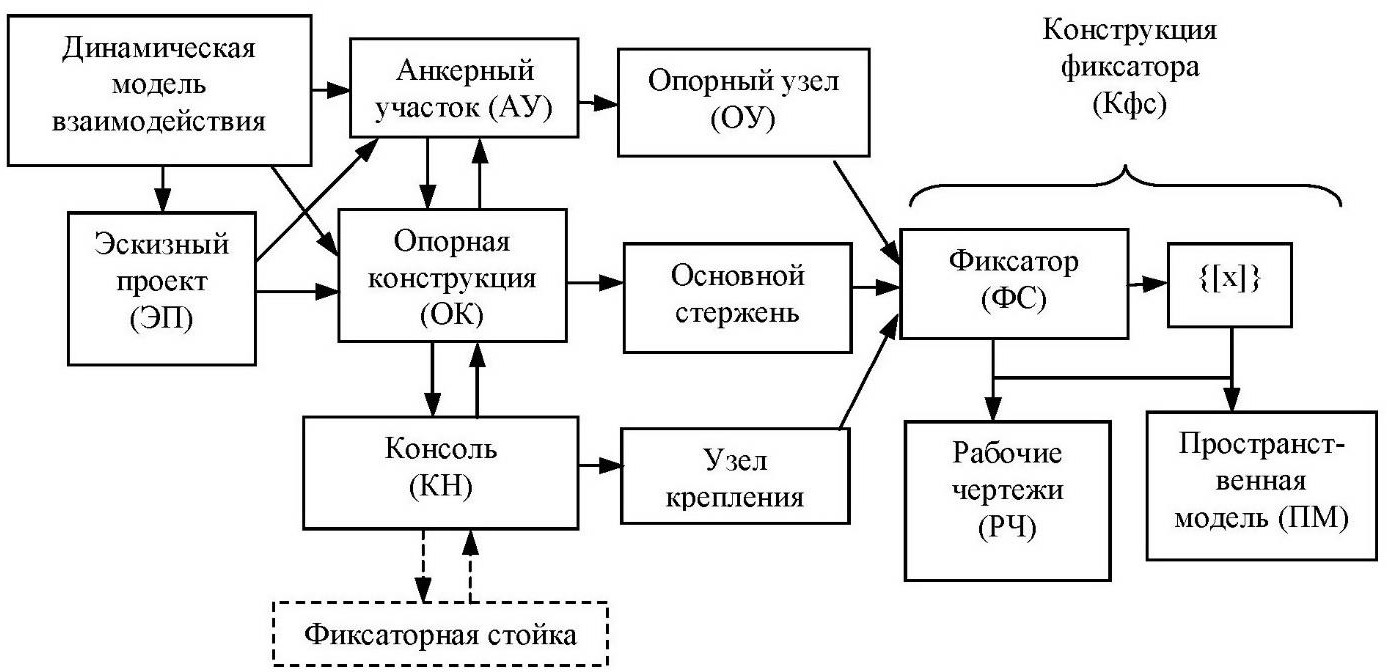 Динамическая
модель
взаимодействия
Анкерный
участок (АУ)
Опорный узел
(ОУ)
Конструкция
фиксатора
(Кфс)
Эскизный
проект
(ЭП)
Опорная
конструкция
(ОК)
Основной
стержень
Фиксатор
(ФС)
{[x]}
Консоль
(КН)
Узел
крепления
Рабочие
чертежи
(РЧ)
Пространст-
венная
модель (ПМ)
Фиксаторная стойка